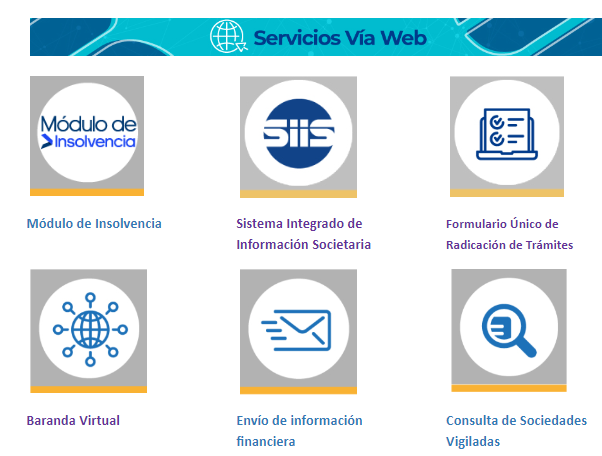 Servicios Vía Web
Módulo de
Insolvencia
SIIS
Módulo de Insolvencia
Sistema Integrado de
Información Societaria
Formulario Único de
Radicación de Trámites
Baranda Virtual
Envío de información
financiera
Consulta de Sociedades
Vigiladas